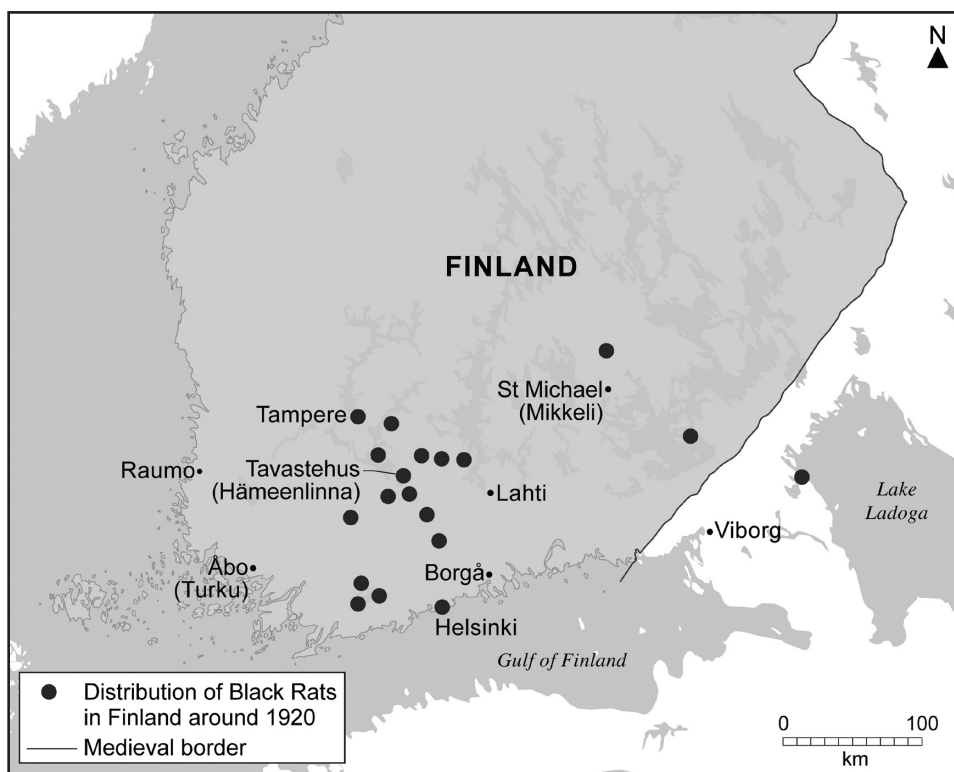 N
FINLAND
St Michael
(Mikkeli)
Tampere
Raumo
Tavastehus
(Hämeenlinna)
Lahti
Lake
Ladoga
Viborg
Åbo
(Turku)
Borgå
Helsinki
Gulf of Finland
Distribution of Black Rats
in Finland around 1920
Medieval border
0 100
km